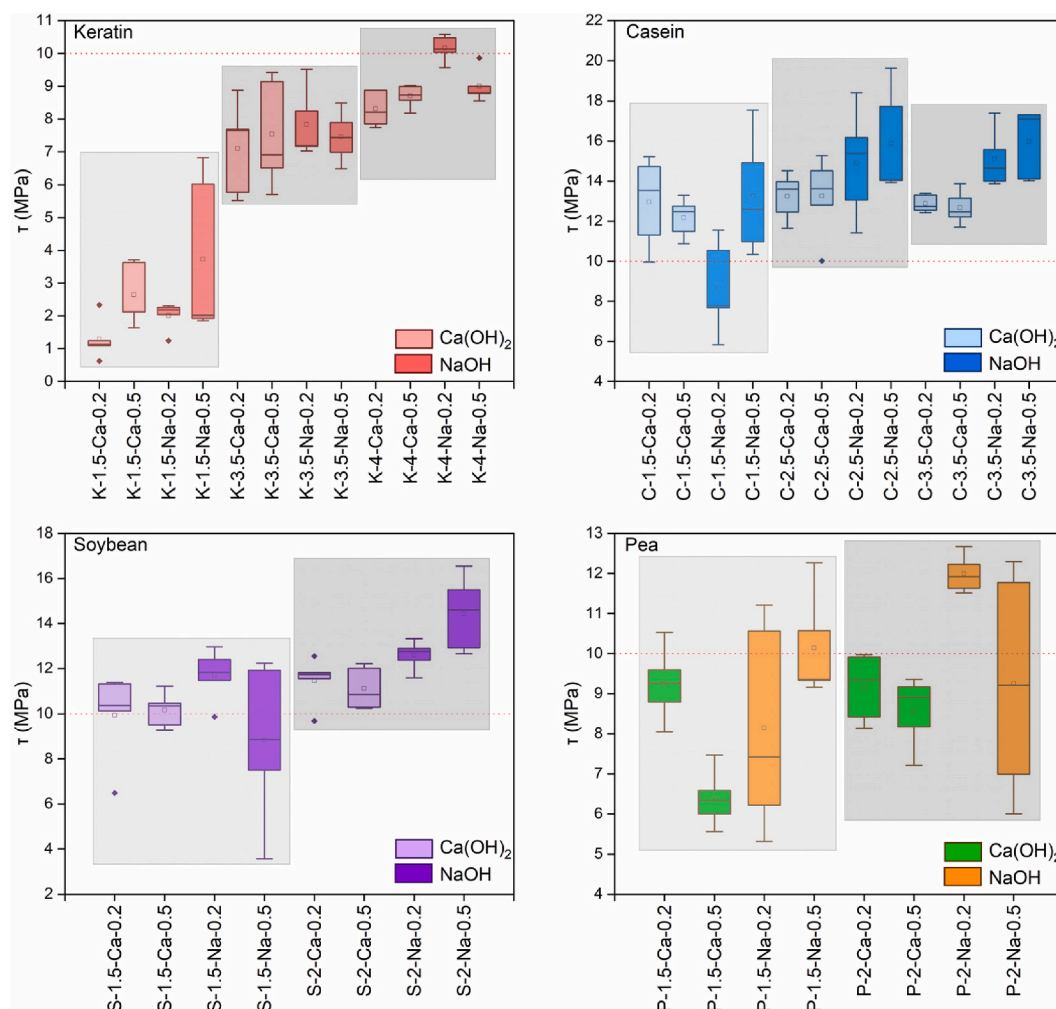 Keratin
τ (MPa)
11
10
9
8
7
6
5
4
3
2
1
0
Ca(OH)2
NaOH
K-1.5-Ca-0.2
K-1.5-Ca-0.5
K-1.5-Na-0.2
K-1.5-Na-0.5
K-3.5-Ca-0.2
K-3.5-Ca-0.5
K-3.5-Na-0.2
K-3.5-Na-0.5
K-4-Ca-0.2
K-4-Ca-0.5
K-4-Na-0.2
K-4-Na-0.5
Casein
τ (MPa)
22
20
18
16
14
12
10
8
6
4
Ca(OH)2
NaOH
C-1.5-Ca-0.2
C-1.5-Ca-0.5
C-1.5-Na-0.2
C-1.5-Na-0.5
C-2.5-Ca-0.2
C-2.5-Ca-0.5
C-2.5-Na-0.2
C-2.5-Na-0.5
C-3.5-Ca-0.2
C-3.5-Ca-0.5
C-3.5-Na-0.2
C-3.5-Na-0.5
Soybean
τ (MPa)
18
16
14
12
10
8
6
4
2
Ca(OH)2
NaOH
S-1.5-Ca-0.2
S-1.5-Ca-0.5
S-1.5-Na-0.2
S-1.5-Na-0.5
S-2-Ca-0.2
S-2-Ca-0.5
S-2-Na-0.2
S-2-Na-0.5
Pea
τ (MPa)
13
12
11
10
9
8
7
6
5
4
Ca(OH)2
NaOH
P-1.5-Ca-0.2
P-1.5-Ca-0.5
P-1.5-Na-0.2
P-1.5-Na-0.5
P-2-Ca-0.2
P-2-Ca-0.5
P-2-Na-0.2
P-2-Na-0.5